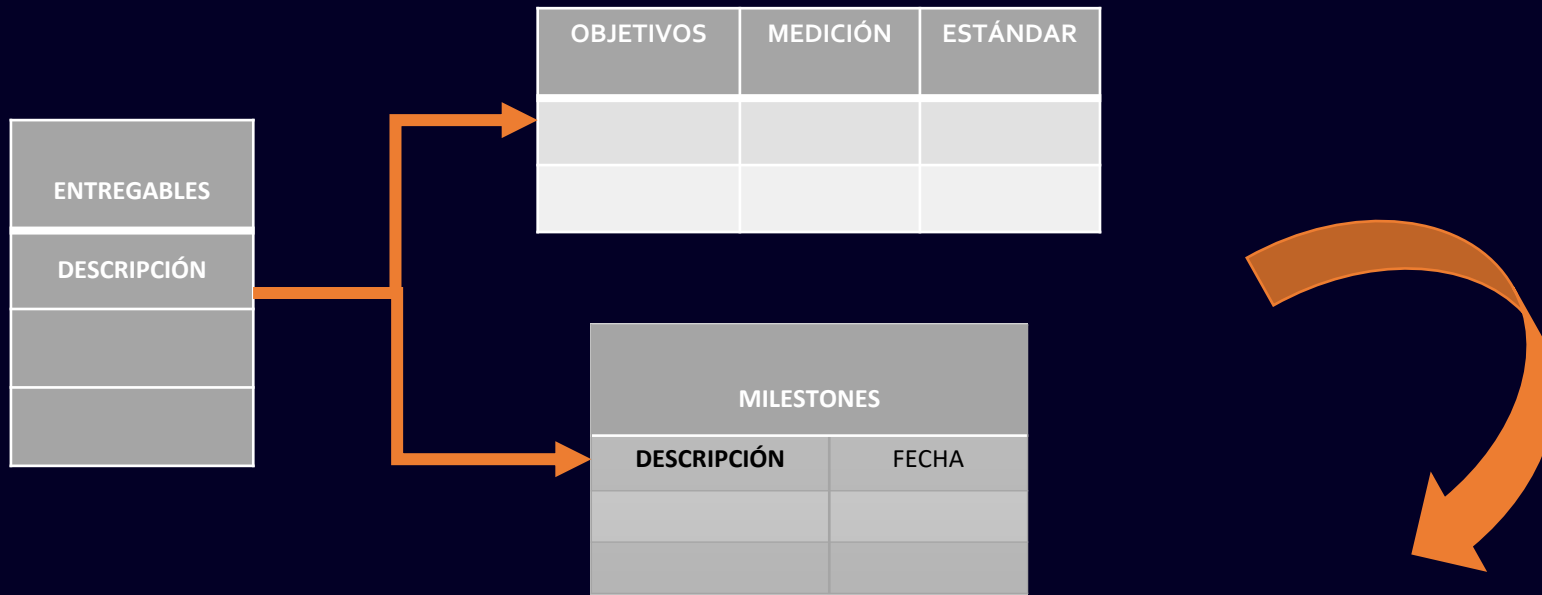 OBJETIVOS MEDICIÓN ESTÁNDAR
ENTREGABLES
DESCRIPCIÓN
MILESTONES
DESCRIPCIÓN FECHA